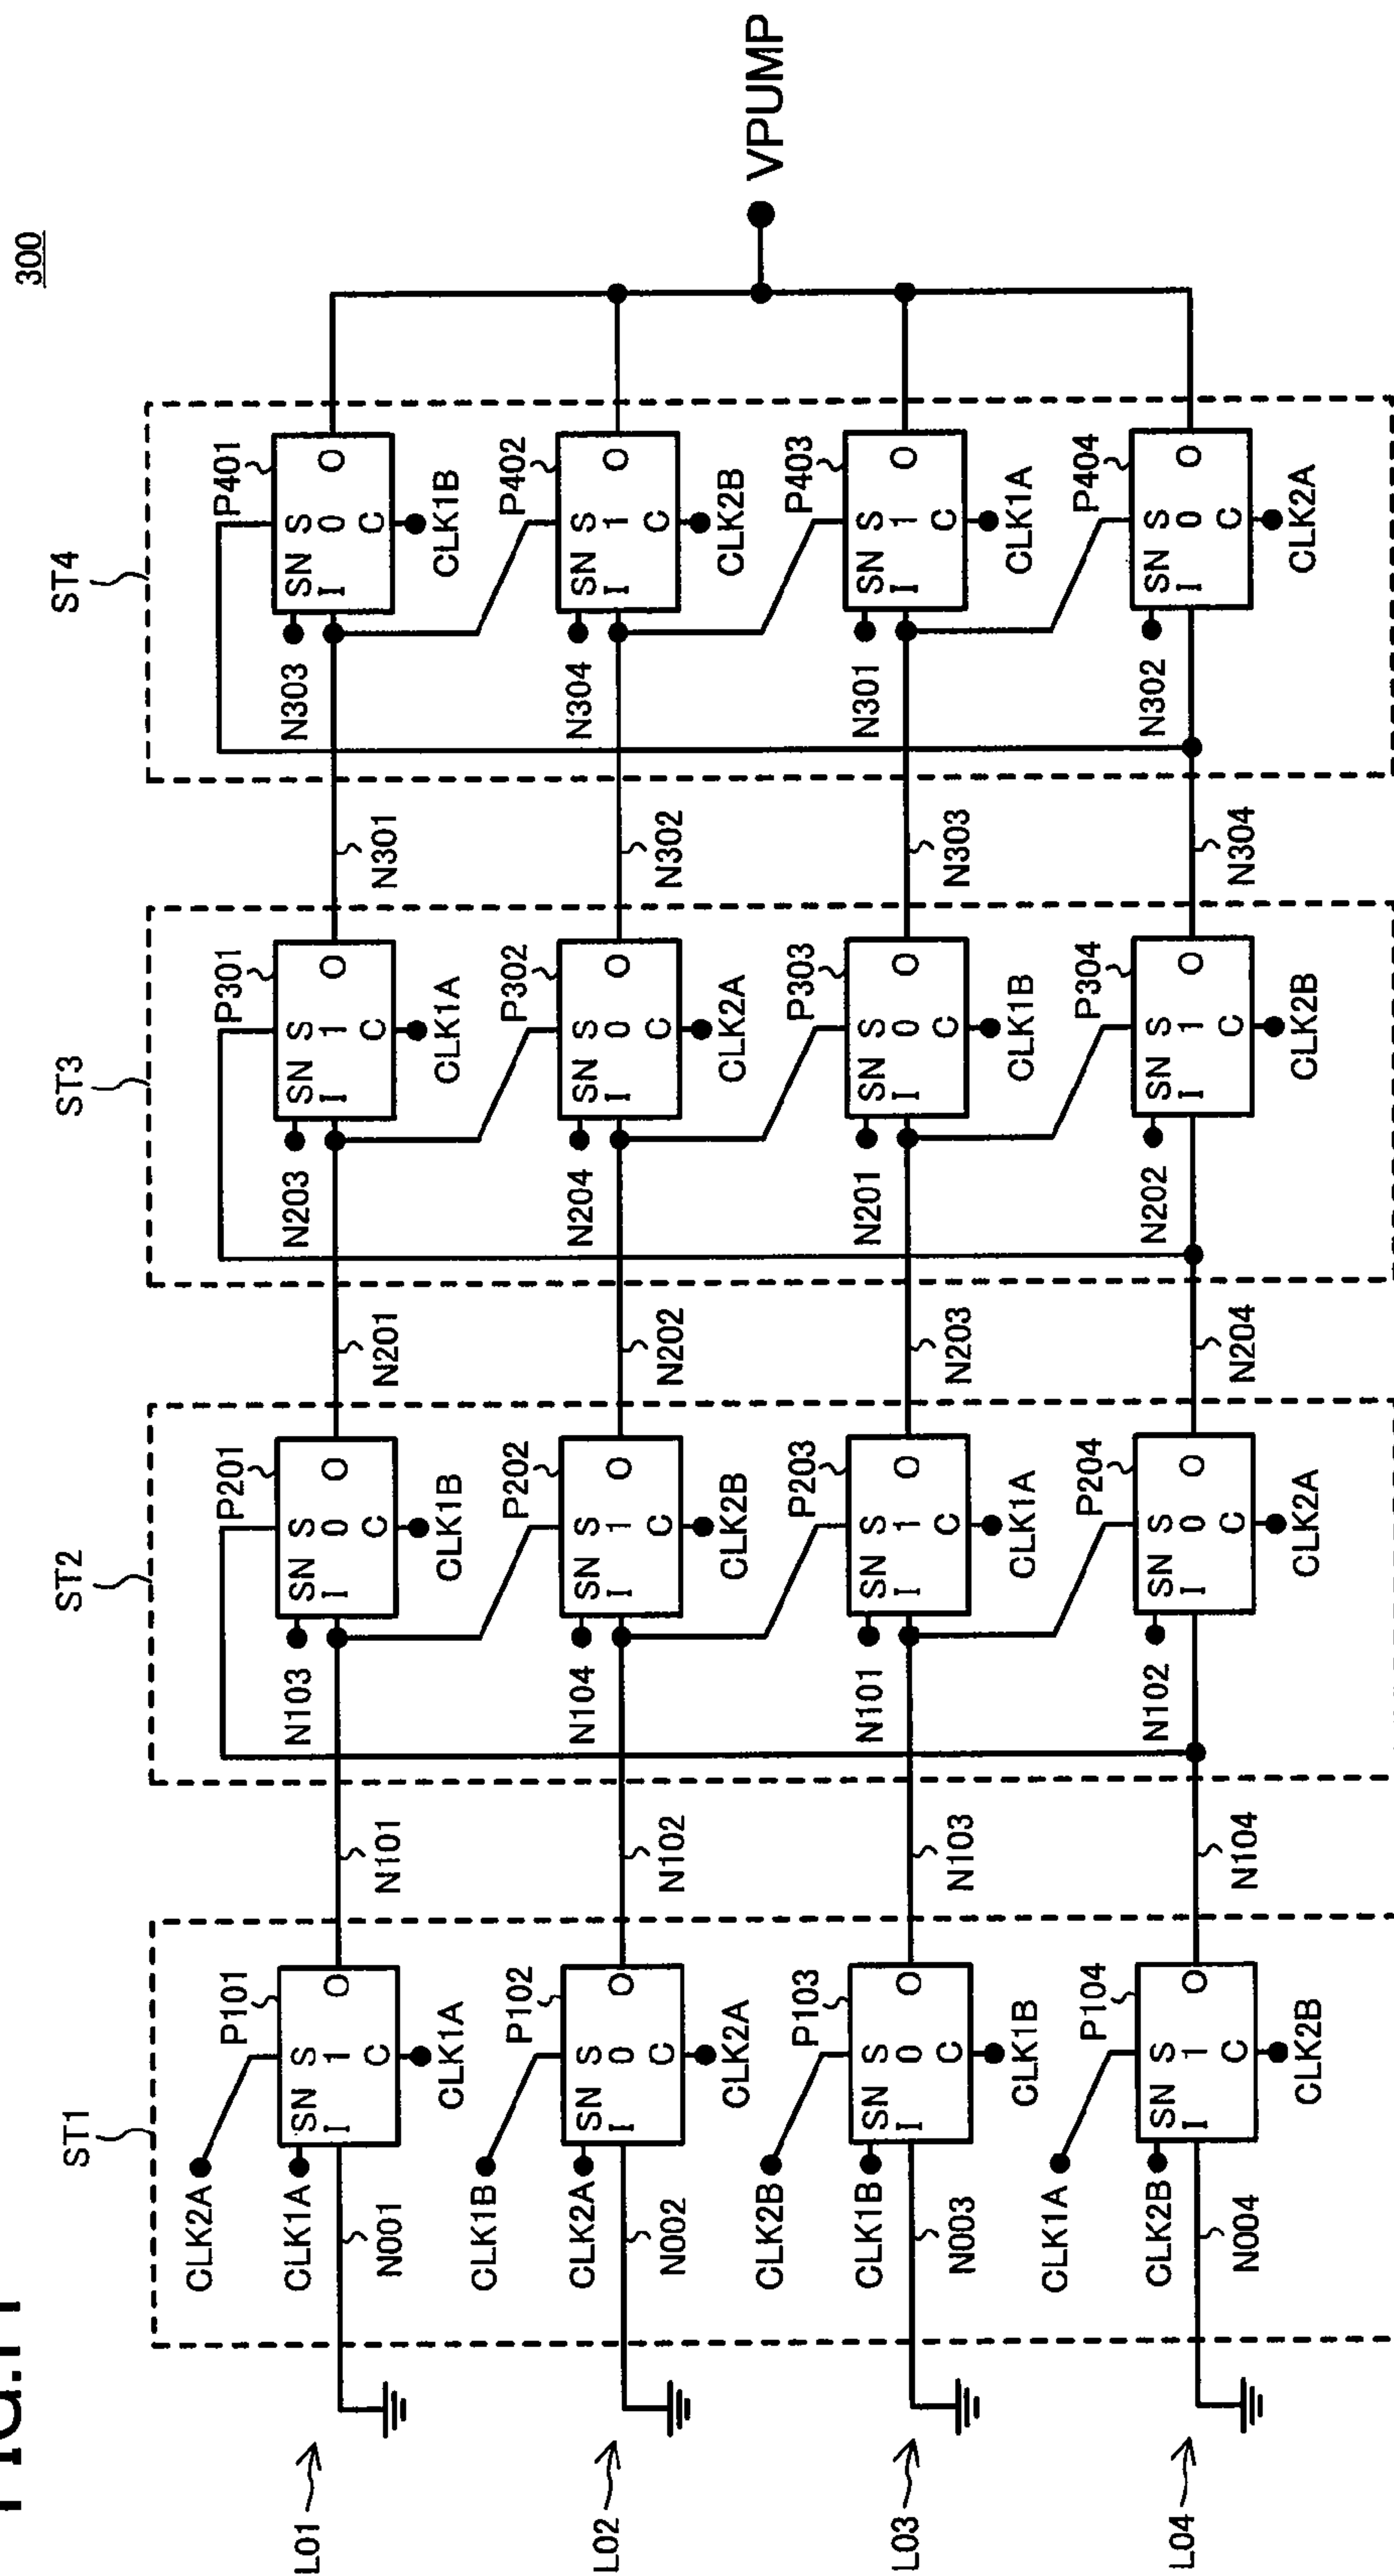 300
ST1 ST2 ST3 ST4
CLK2A P101 P201 P301 P401
CLK1A SN S N103 SN S N203 SN S N303 SN S
L01 I 1 O I 0 O I 1 O I 0 O
N001 C N101 C N201 C N301 C
CLK1A CLK1B CLK1A CLK1B
CLK1B P102 P202 P302 P402
CLK2A SN S N104 SN S N204 SN S N304 SN S
L02 I 0 O I 1 O I 0 O I 1 O
N002 C N102 C N202 C N302 C
CLK2A CLK2B CLK2A CLK2B
VPUMP
CLK2B P103 P203 P303 P403
CLK1B SN S N101 SN S N201 SN S N301 SN S
L03 I 0 O I 1 O I 0 O I 1 O
N003 C N103 C N203 C N303 C
CLK1B CLK1A CLK1B CLK1A
CLK1A P104 P204 P304 P404
CLK2B SN S N102 SN S N202 SN S N302 SN S
L04 I 1 O I 0 O I 1 O I 0 O
N004 C N104 C N204 C N304 C
CLK2B CLK2A CLK2B CLK2A